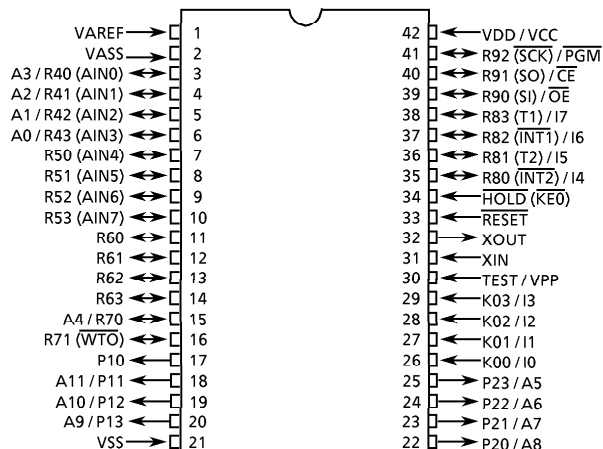 VAREF 1 42 VDD / VCC
VASS 2 41 R92 (SCK) / PGM
A3 / R40 (AIN0) 3 40 R91 (SO) / CE
A2 / R41 (AIN1) 4 39 R90 (SI) / OE
A1 / R42 (AIN2) 5 38 R83 (T1) / I7
A0 / R43 (AIN3) 6 37 R82 (INT1) / I6
R50 (AIN4) 7 36 R81 (T2) / I5
R51 (AIN5) 8 35 R80 (INT2) / I4
R52 (AIN6) 9 34 HOLD (KE0)
R53 (AIN7) 10 33 RESET
R60 11 32 XOUT
R61 12 31 XIN
R62 13 30 TEST / VPP
R63 14 29 K03 / I3
A4 / R70 15 28 K02 / I2
R71 (WTO) 16 27 K01 / I1
P10 17 26 K00 / I0
A11 / P11 18 25 P23 / A5
A10 / P12 19 24 P22 / A6
A9 / P13 20 23 P21 / A7
VSS 21 22 P20 / A8